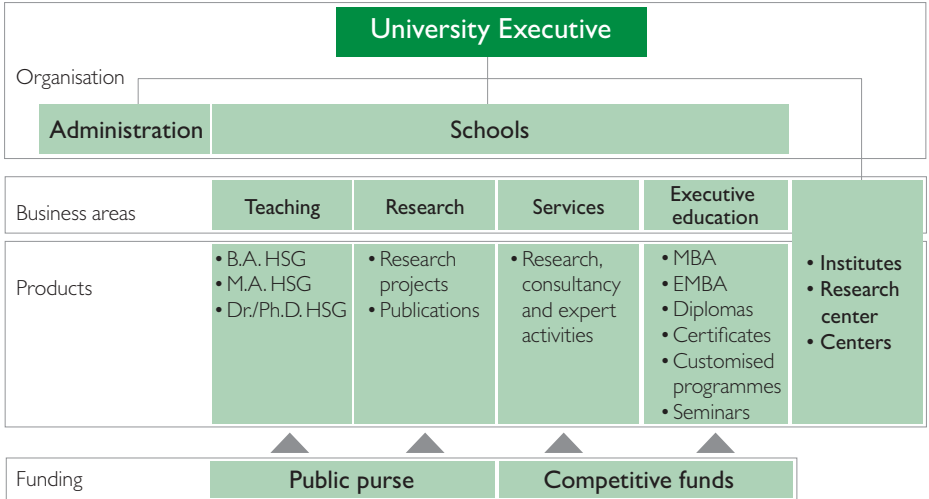 University Executive
Organisation
Administration
Schools
Business areas
Teaching
Research
Services
Executive
education
Products
• B.A. HSG
• M.A. HSG
• Dr./Ph.D. HSG
• Research
projects
• Publications
• Research,
consultancy
and expert
activities
• MBA
• EMBA
• Diplomas
• Certificates
• Customised
programmes
• Seminars
• Institutes
• Research
center
• Centers
Funding
Public purse
Competitive funds